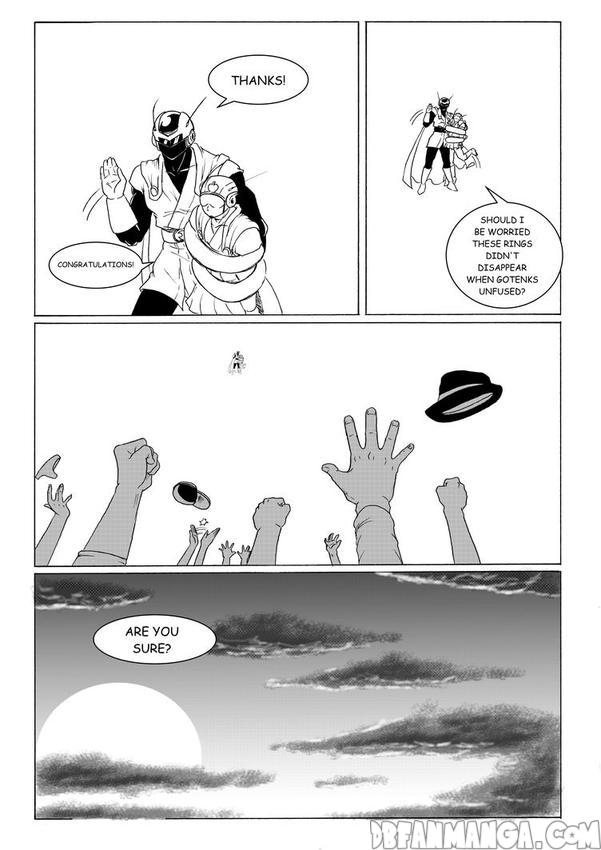 THANKS!
CONGRATULATIONS!
SHOULD I
BE WORRIED
THESE RINGS
DIDN'T
DISAPPEAR
WHEN GOTENKS
UNFUSED?
ARE YOU
SURE?
DBFANMANGA.COM